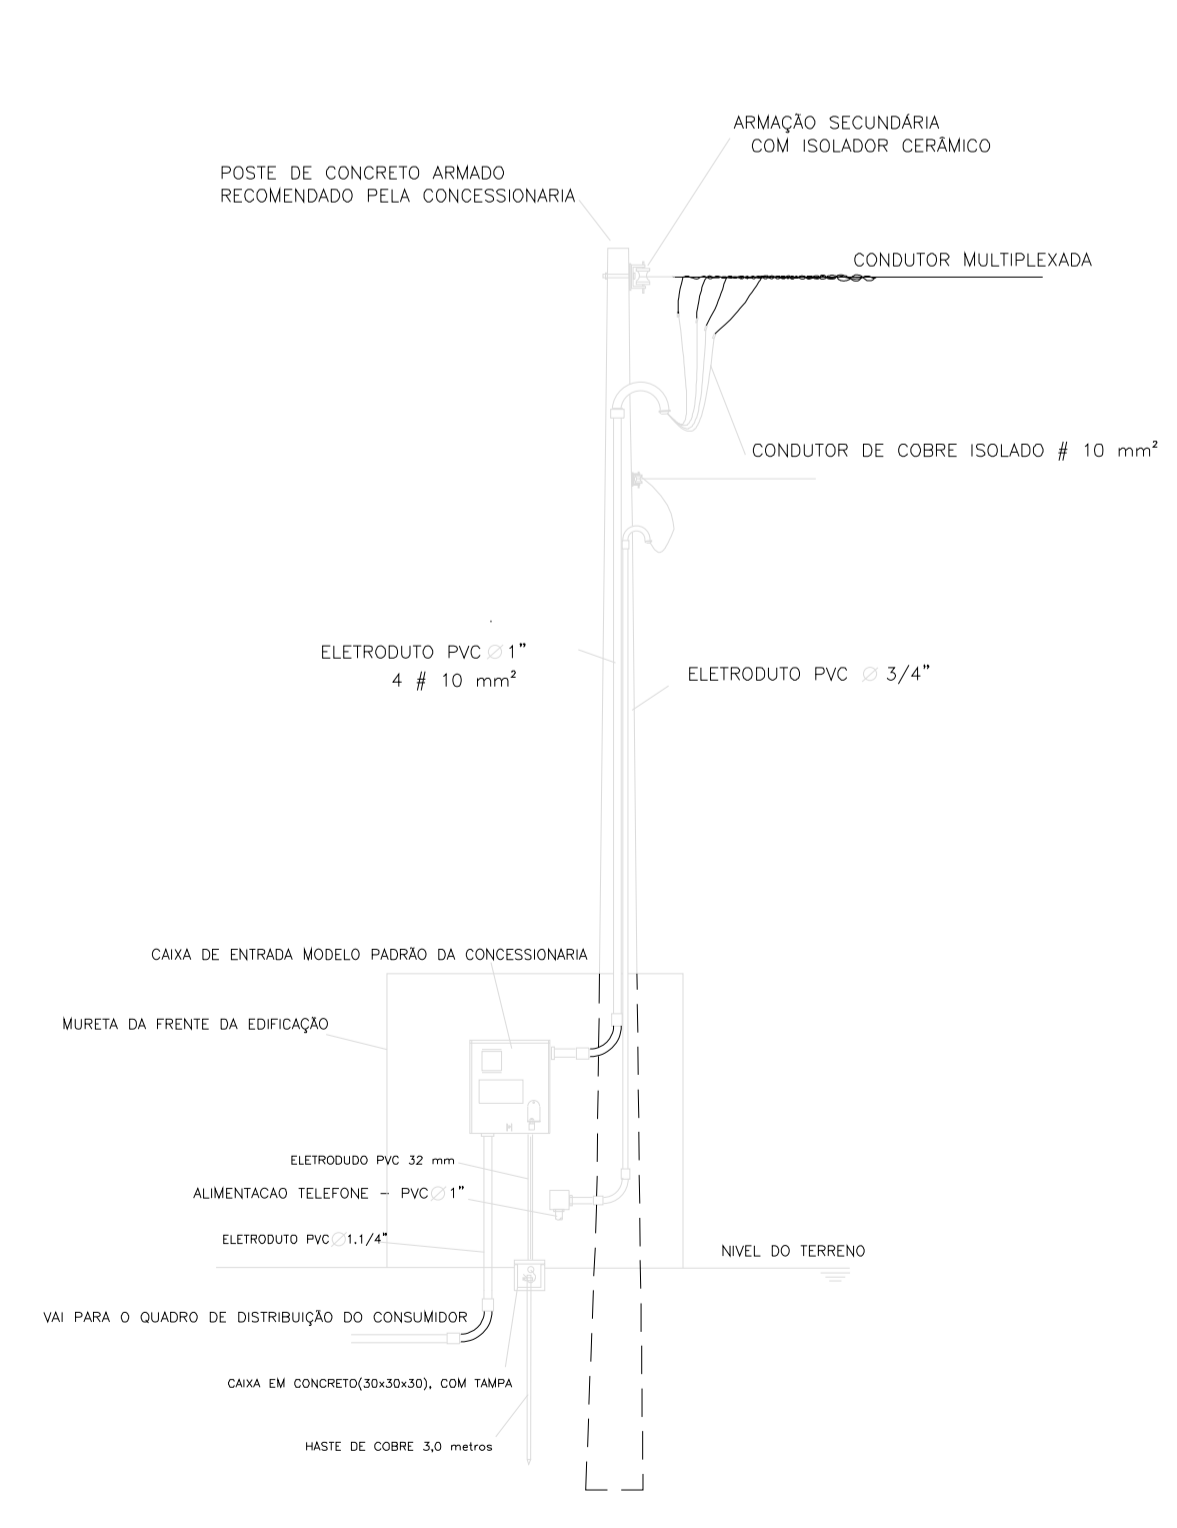 ARMAÇÃO SECUNDÁRIA
COM ISOLADOR CERÂMICO
POSTE DE CONCRETO ARMADO
RECOMENDADO PELA CONCESSIONARIA
CONDUTOR MULTIPLEXADA
CONDUTOR DE COBRE ISOLADO # 10 mm²
ELETRODUTO PVC ∅ 1"
4 # 10 mm²
ELETRODUTO PVC ∅ 3/4"
CAIXA DE ENTRADA MODELO PADRÃO DA CONCESSIONARIA
MURETA DA FRENTE DA EDIFICAÇÃO
ELETRODUDO PVC 32 mm
ALIMENTACAO TELEFONE - PVC ∅ 1"
ELETRODUTO PVC ∅1.1/4"
NIVEL DO TERRENO
VAI PARA O QUADRO DE DISTRIBUIÇÃO DO CONSUMIDOR
CAIXA EM CONCRETO(30x30x30), COM TAMPA
HASTE DE COBRE 3,0 metros